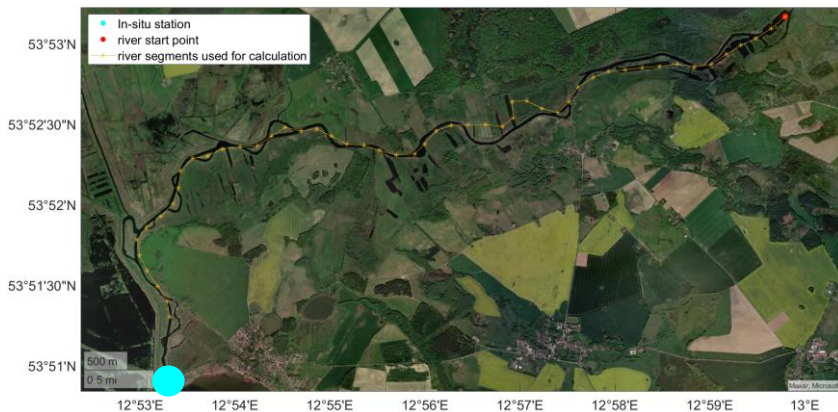 In-situ station
river start point
river segments used for calculation
53°53'N
53°52'30"N
53°52'N
53°51'30"N
53°51'N
500 m
0.5 mi
Maxar, Microsoft
12°53'E 12°54'E 12°55'E 12°56'E 12°57'E 12°58'E 12°59'E 13°E